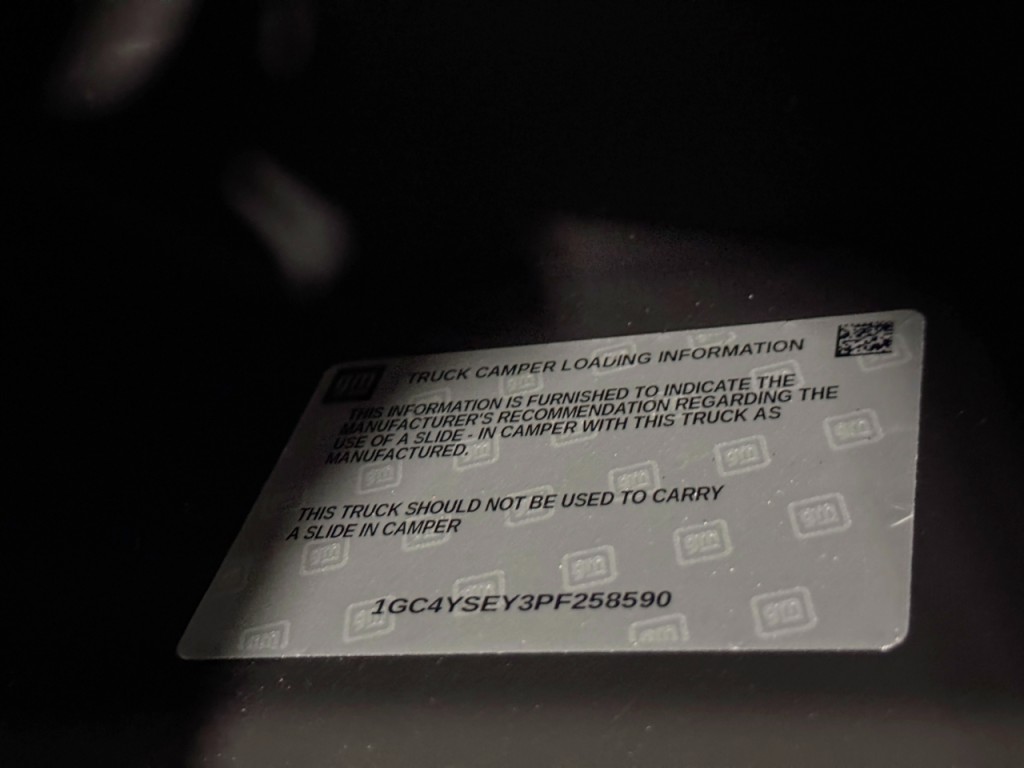 TRUCK CAMPER LOADING INFORMATION
THIS INFORMATION IS FURNISHED TO INDICATE THE
MANUFACTURER'S RECOMMENDATION REGARDING THE
USE OF A SLIDE - IN CAMPER WITH THIS TRUCK AS
MANUFACTURED.
THIS TRUCK SHOULD NOT BE USED TO CARRY
A SLIDE IN CAMPER
1GC4YSEY3PF258590